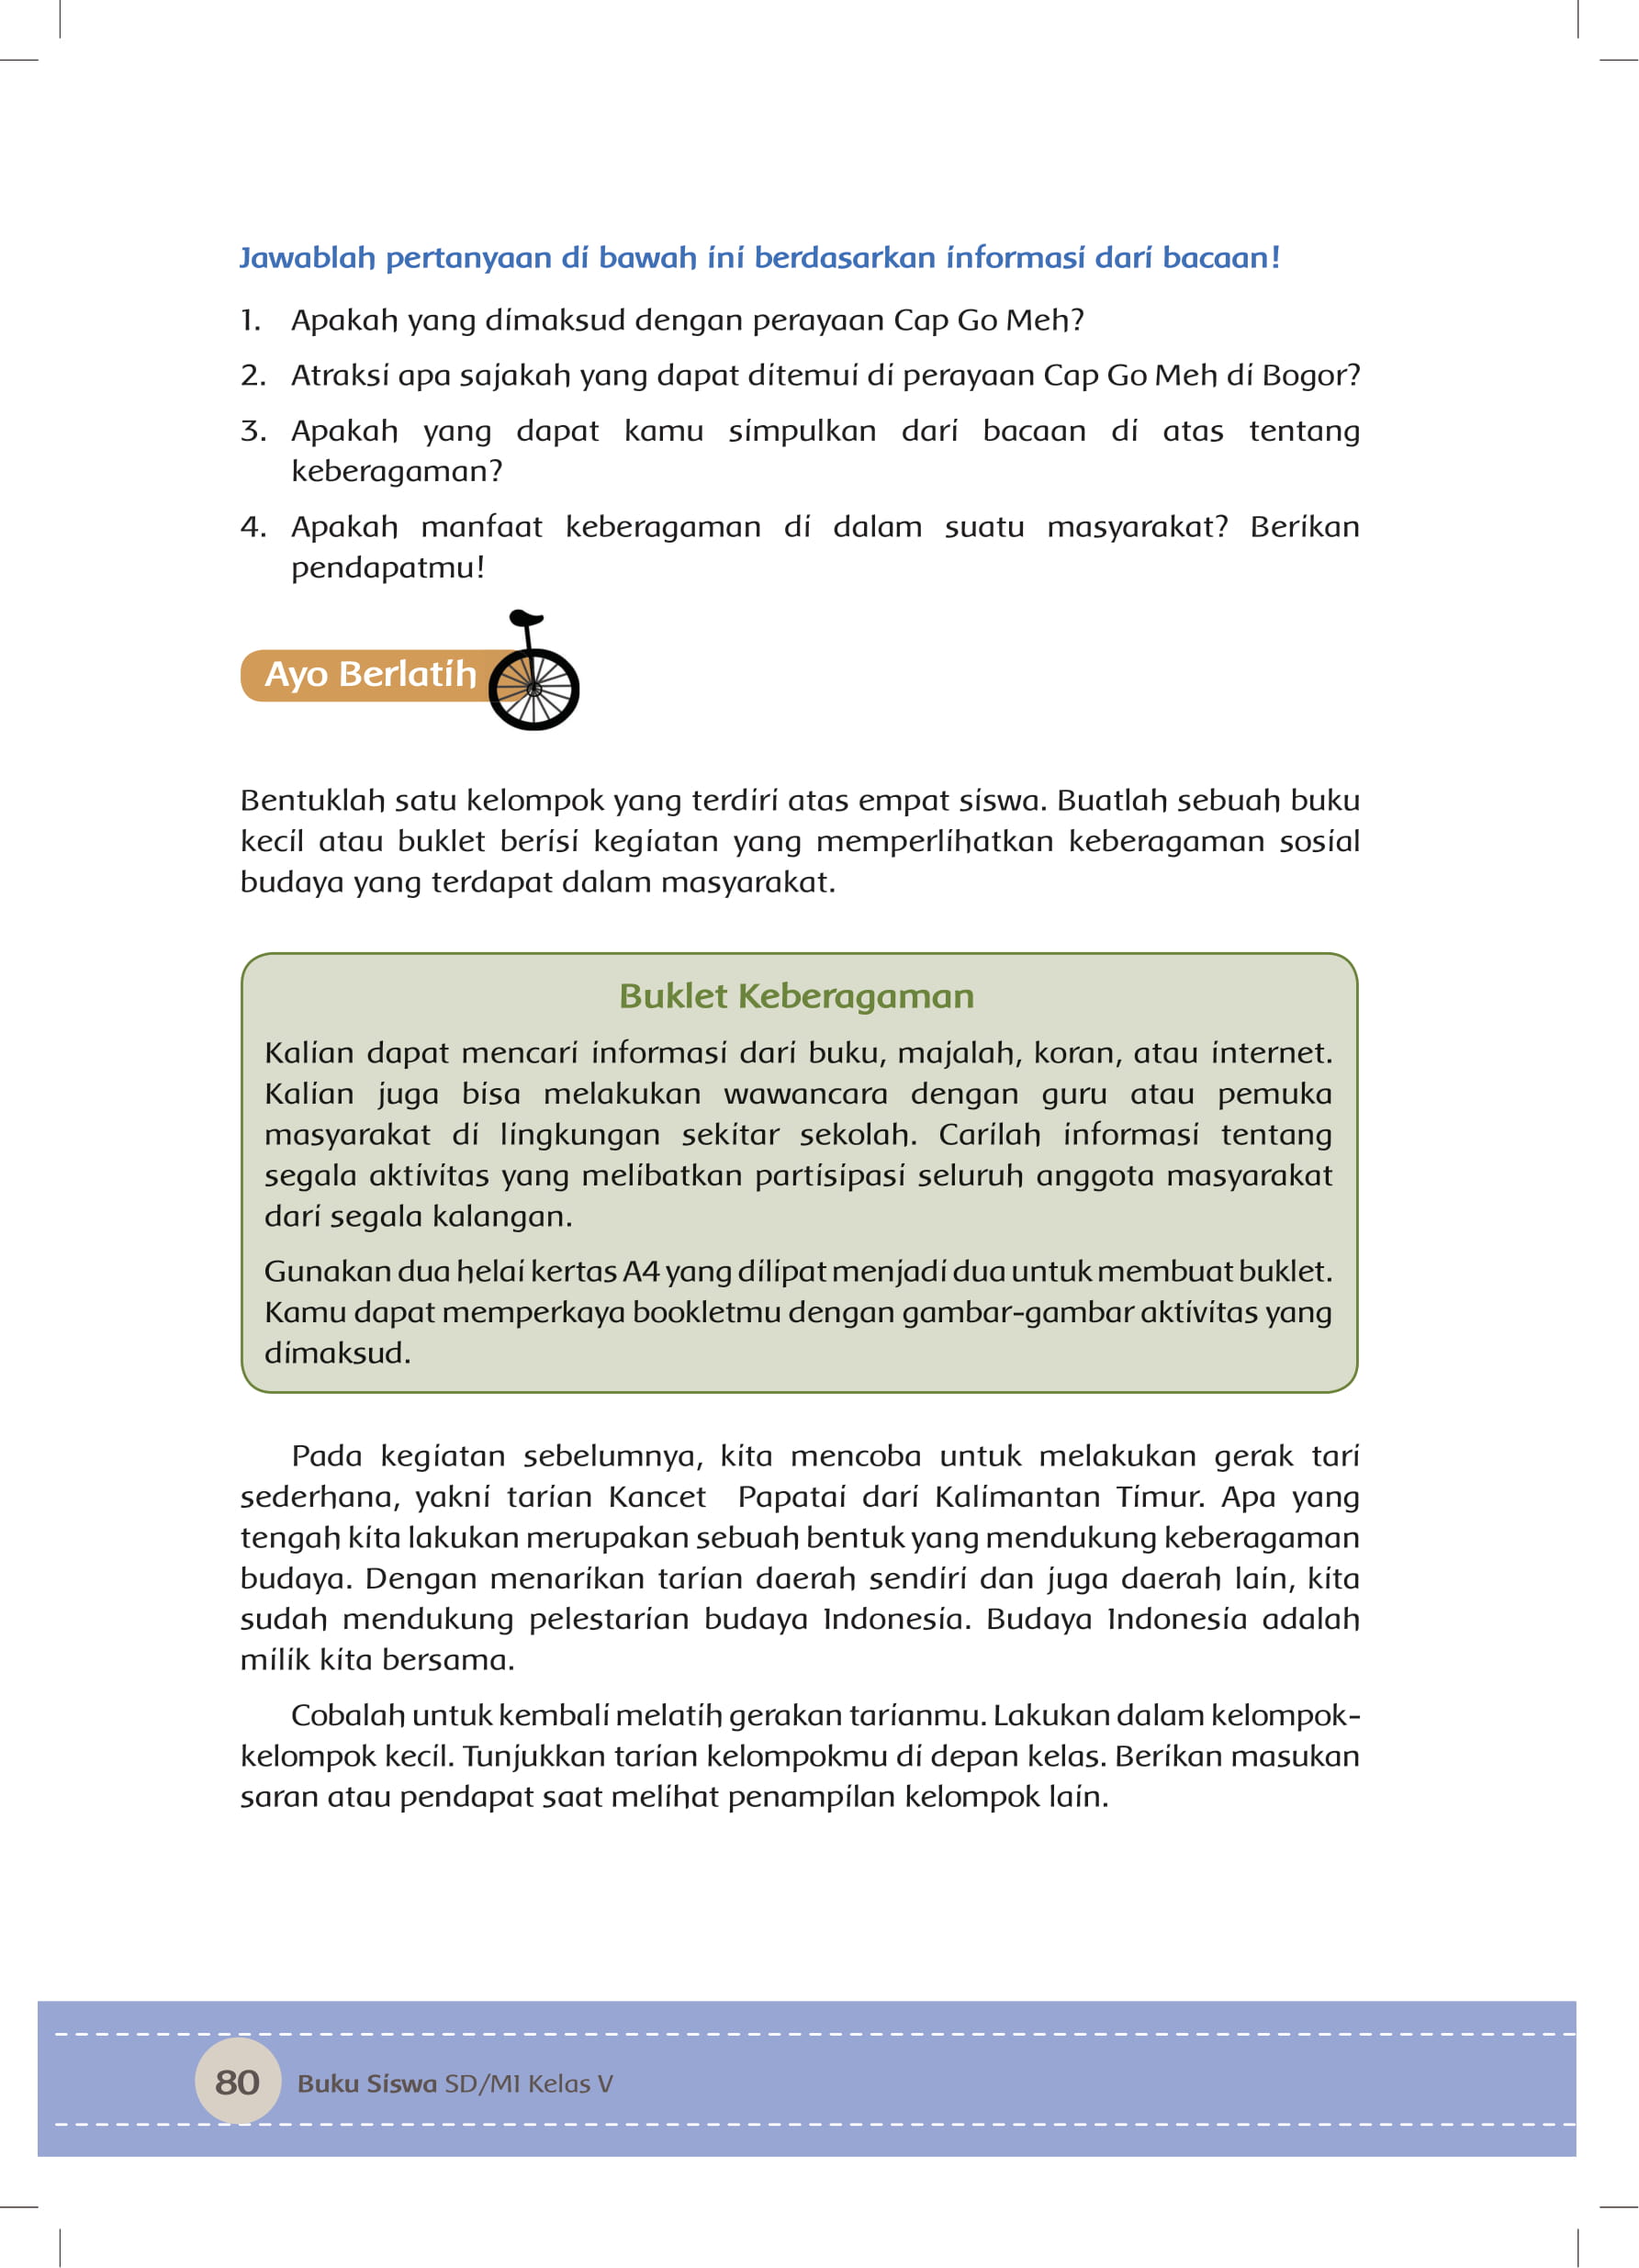 Jawablah pertanyaan di bawah ini berdasarkan informasi dari bacaan!
1. Apakah yang dimaksud dengan perayaan Cap Go Meh?
2. Atraksi apa sajakah yang dapat ditemui di perayaan Cap Go Meh di Bogor?
3. Apakah yang dapat kamu simpulkan dari bacaan di atas tentang
keberagaman?
4. Apakah manfaat keberagaman di dalam suatu masyarakat? Berikan
pendapatmu!
Ayo Berlatih
Bentuklah satu kelompok yang terdiri atas empat siswa. Buatlah sebuah buku
kecil atau buklet berisi kegiatan yang memperlihatkan keberagaman sosial
budaya yang terdapat dalam masyarakat.
Buklet Keberagaman
Kalian dapat mencari informasi dari buku, majalah, koran, atau internet.
Kalian juga bisa melakukan wawancara dengan guru atau pemuka
masyarakat di lingkungan sekitar sekolah. Carilah informasi tentang
segala aktivitas yang melibatkan partisipasi seluruh anggota masyarakat
dari segala kalangan.
Gunakan dua helai kertas A4 yang dilipat menjadi dua untuk membuat buklet.
Kamu dapat memperkaya bookletmu dengan gambar-gambar aktivitas yang
dimaksud.
Pada kegiatan sebelumnya, kita mencoba untuk melakukan gerak tari
sederhana, yakni tarian Kancet Papatai dari Kalimantan Timur. Apa yang
tengah kita lakukan merupakan sebuah bentuk yang mendukung keberagaman
budaya. Dengan menarikan tarian daerah sendiri dan juga daerah lain, kita
sudah mendukung pelestarian budaya Indonesia. Budaya Indonesia adalah
milik kita bersama.
Cobalah untuk kembali melatih gerakan tarianmu. Lakukan dalam kelompok-
kelompok kecil. Tunjukkan tarian kelompokmu di depan kelas. Berikan masukan
saran atau pendapat saat melihat penampilan kelompok lain.
80 Buku Siswa SD/MI Kelas V